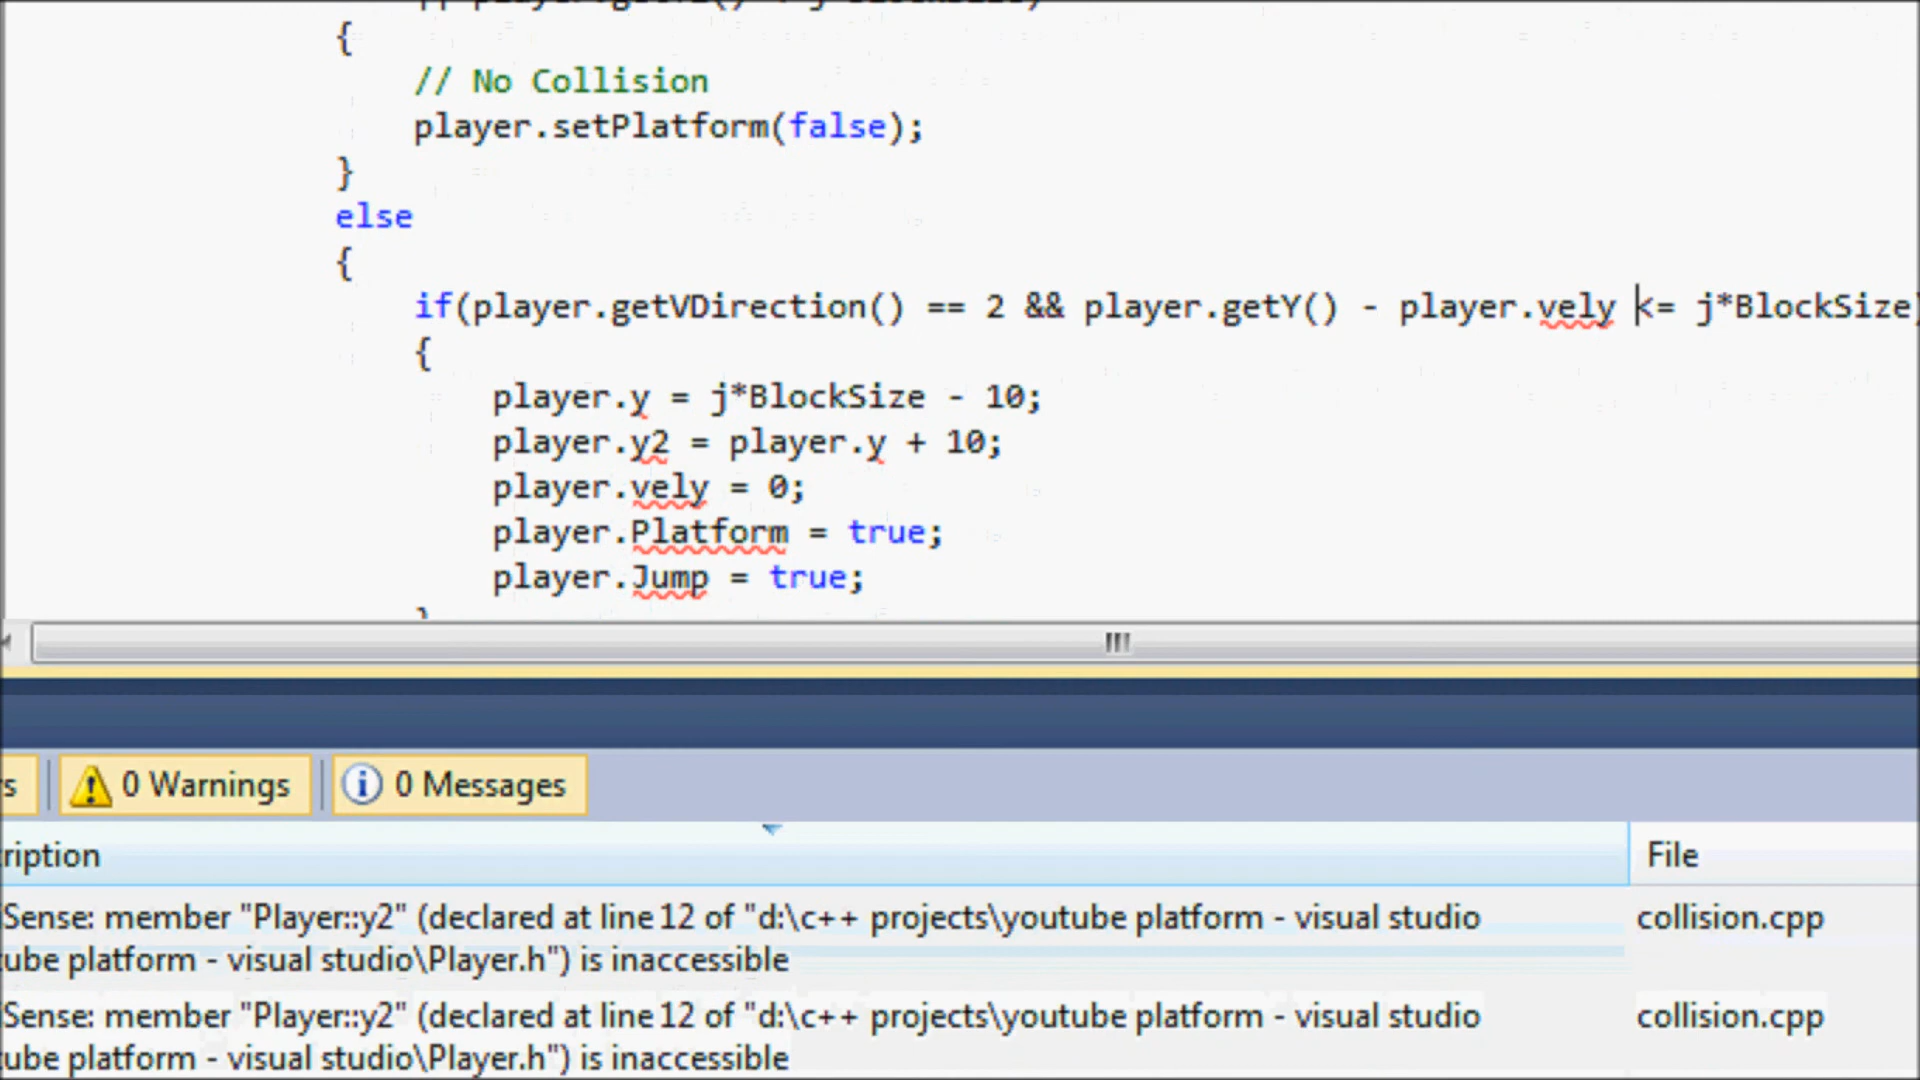 {
// No Collision
player.setPlatform(false);
}
else
{
if(player.getVDirection() == 2 && player.getY() - player.vely <= j*BlockSize)
{
player.y = j*BlockSize - 10;
player.y2 = player.y + 10;
player.vely = 0;
player.Platform = true;
player.Jump = true;
0 Warnings
0 Messages
ription
File
Sense: member "Player::y2" (declared at line 12 of "d:\c++ projects\youtube platform - visual studio
collision.cpp
ube platform - visual studio\Player.h") is inaccessible
Sense: member "Player::y2" (declared at line 12 of "d:\c++ projects\youtube platform - visual studio
collision.cpp
ube platform - visual studio\Player.h") is inaccessible